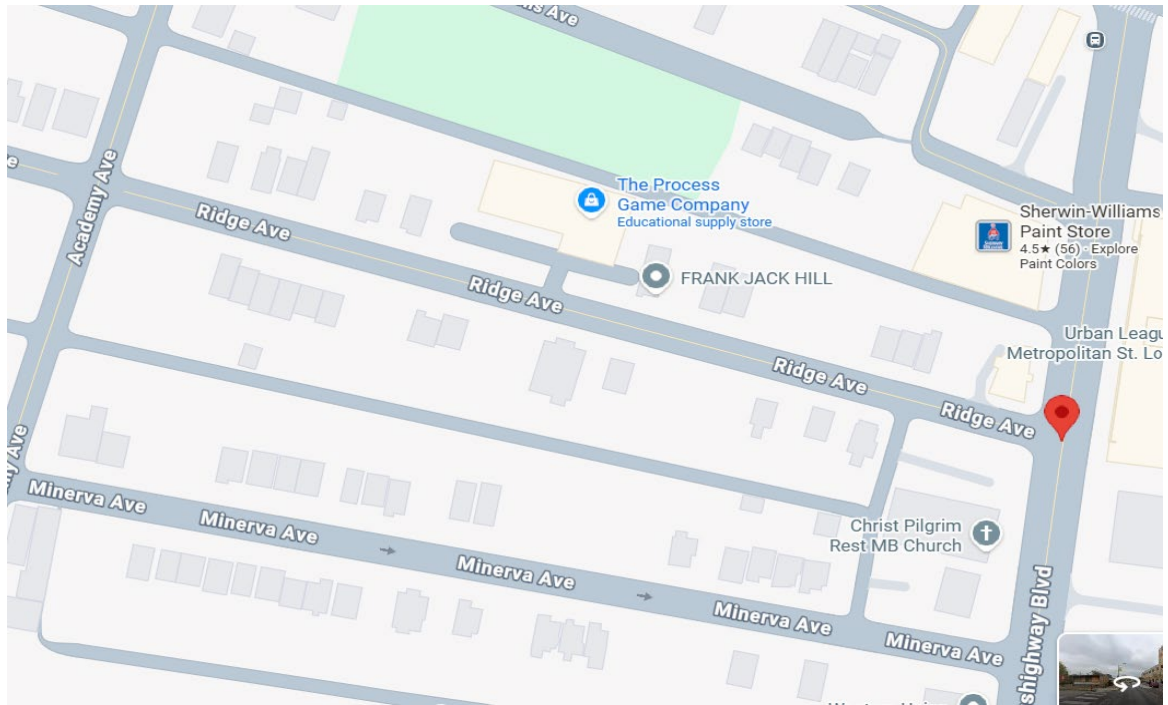 ns Ave
Academy Ave
Ridge Ave
The Process
Game Company
Educational supply store
Sherwin-Williams
Paint Store
4.5★ (56) · Explore
Paint Colors
FRANK JACK HILL
Ridge Ave
Urban Leagu
Metropolitan St. Lo
Ridge Ave
Ridge Ave
Minerva Ave
Minerva Ave
Minerva Ave
Christ Pilgrim
Rest MB Church
Minerva Ave
Minerva Ave
shighway Blvd